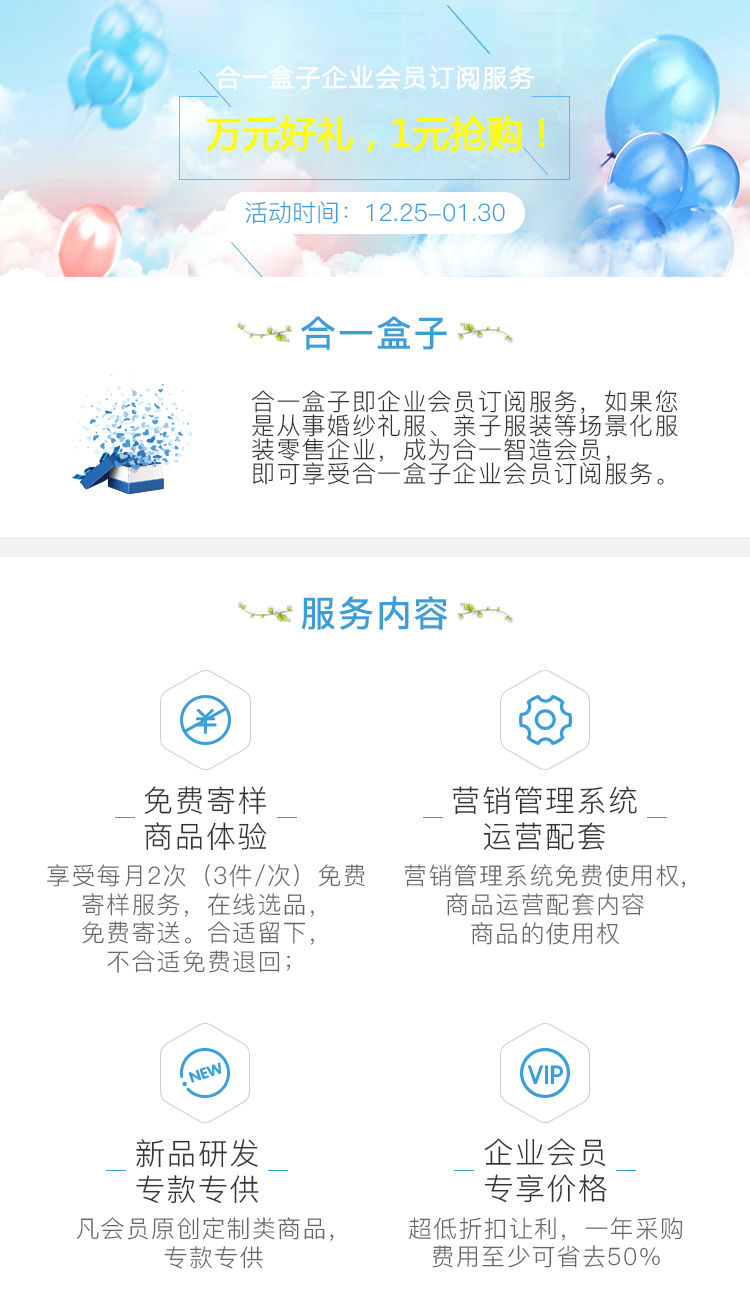 合一盒子企业会员订阅服务
万元好礼，1元抢购！
活动时间：12.25-01.30
合一盒子
合一盒子即企业会员订阅服务，如果您
是从事婚纱礼服、亲子服装等场景化服
装零售企业，成为合一智造会员，
即可享受合一盒子企业会员订阅服务。
服务内容
免费寄样
商品体验
享受每月2次（3件/次）免费
寄样服务，在线选品，
免费寄送。合适留下，
不合适免费退回；
营销管理系统
运营配套
营销管理系统免费使用权，
商品运营配套内容
商品的使用权
NEW
新品研发
专款专供
凡会员原创定制类商品，
专款专供
VIP
企业会员
专享价格
超低折扣让利，一年采购
费用至少可省去50%